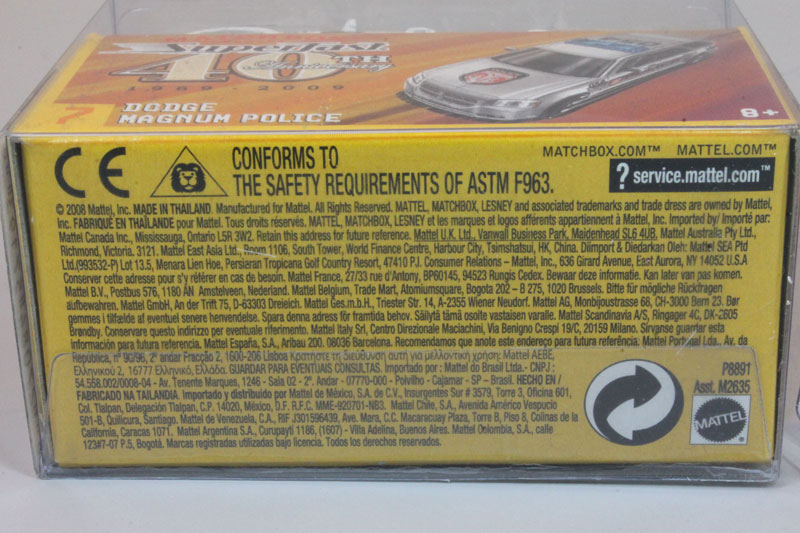 Superfast
40TH
Anniversary
1969 - 2009
?
DODGE
MAGNUM POLICE
8+
CE
CONFORMS TO
THE SAFETY REQUIREMENTS OF ASTM F963.
MATCHBOX.COM™ MATTEL.COM™
? service.mattel.com™
© 2008 Mattel, Inc. MADE IN THAILAND. Manufactured for Mattel. All Rights Reserved. MATTEL, MATCHBOX, LESNEY and associated trademarks and trade dress are owned by Mattel,
Inc. FABRIQUÉ EN THAÏLANDE pour Mattel. Tous droits réservés. MATTEL, MATCHBOX, LESNEY et les marques et logos afférents appartiennent à Mattel, Inc. Imported by/ Importé par:
Mattel Canada Inc., Mississauga, Ontario L5R 3W2. Retain this address for future reference. Mattel U.K. Ltd., Vanwall Business Park, Maidenhead SL6 4UB. Mattel Australia Pty Ltd.,
Richmond, Victoria. 3121. Mattel East Asia Ltd., Room 1106, South Tower, World Finance Centre, Harbour City, Tsimshatsui, HK, China. Diimport & Diedarkan Oleh: Mattel SEA Ptd
Ltd.(993532-P) Lot 13.5, Menara Lien Hoe, Persiaran Tropicana Golf Country Resort, 47410 PJ. Consumer Relations – Mattel, Inc., 636 Girard Avenue, East Aurora, NY 14052 U.S.A
Conserver cette adresse pour s'y référer en cas de besoin. Mattel France, 27/33 rue d'Antony, BP60145, 94523 Rungis Cedex. Bewaar deze informatie. Kan later van pas komen.
Mattel B.V., Postbus 576, 1180 AN Amstelveen, Nederland. Mattel Belgium, Trade Mart, Atomiumsquare, Bogota 202 - B 275, 1020 Brussels. Bitte für mögliche Rückfragen
aufbewahren. Mattel GmbH, An der Trift 75, D-63303 Dreieich. Mattel Ges.m.b.H., Triester Str. 14, A-2355 Wiener Neudorf. Mattel AG, Monbijoustrasse 68, CH-3000 Bern 23. Bør
gemmes i tilfælde af eventuel senere henvendelse. Spara denna adress för framtida behov. Säilytä tämä osoite vastaisen varalle. Mattel Scandinavia A/S, Ringager 4C, DK-2605
Brøndby. Conservare questo indirizzo per eventuale riferimento. Mattel Italy Srl, Centro Direzionale Maciachini, Via Benigno Crespi 19/C, 20159 Milano. Sírvanse guardar esta
información para futura referencia. Mattel España, S.A., Aribau 200. 08036 Barcelona. Recomendamos que anote este endereço para futura referência. Mattel Portugal Lda., Av. da
República, nº 90/96, 2º andar Fracção 2, 1600-206 Lisboa Κρατήστε τη διεύθυνση αυτή για μελλοντική χρήση: Mattel AEBE,
Ελληνικού 2, 16777 Ελληνικό, Ελλάδα. GUARDAR PARA EVENTUAIS CONSULTAS. Importado por : Mattel do Brasil Ltda.- CNPJ :
54.558.002/0008-04 - Av. Tenente Marques, 1246 - Sala 02 - 2º. Andar - 07770-000 - Polvilho - Cajamar - SP – Brasil. HECHO EN /
FABRICADO NA TAILANDIA. Importado y distribuido por Mattel de México, S.A. de C.V., Insurgentes Sur # 3579, Torre 3, Oficina 601,
Col. Tlalpan, Delegación Tlalpan, C.P. 14020, México, D.F. R.F.C. MME-920701-NB3. Mattel Chile, S.A., Avenida Américo Vespucio
501-B, Quilicura, Santiago. Mattel de Venezuela, C.A., RIF J301596439, Ave. Mara, C.C. Macaracuay Plaza, Torre B, Piso 8, Colinas de la
California, Caracas 1071. Mattel Argentina S.A., Curupaytí 1186, (1607) - Villa Adelina, Buenos Aires. Mattel Colombia, S.A., calle
123#7-07 P.5, Bogotá. Marcas registradas utilizadas bajo licencia. Todos los derechos reservados.
P8891
Asst. M2635
MATTEL